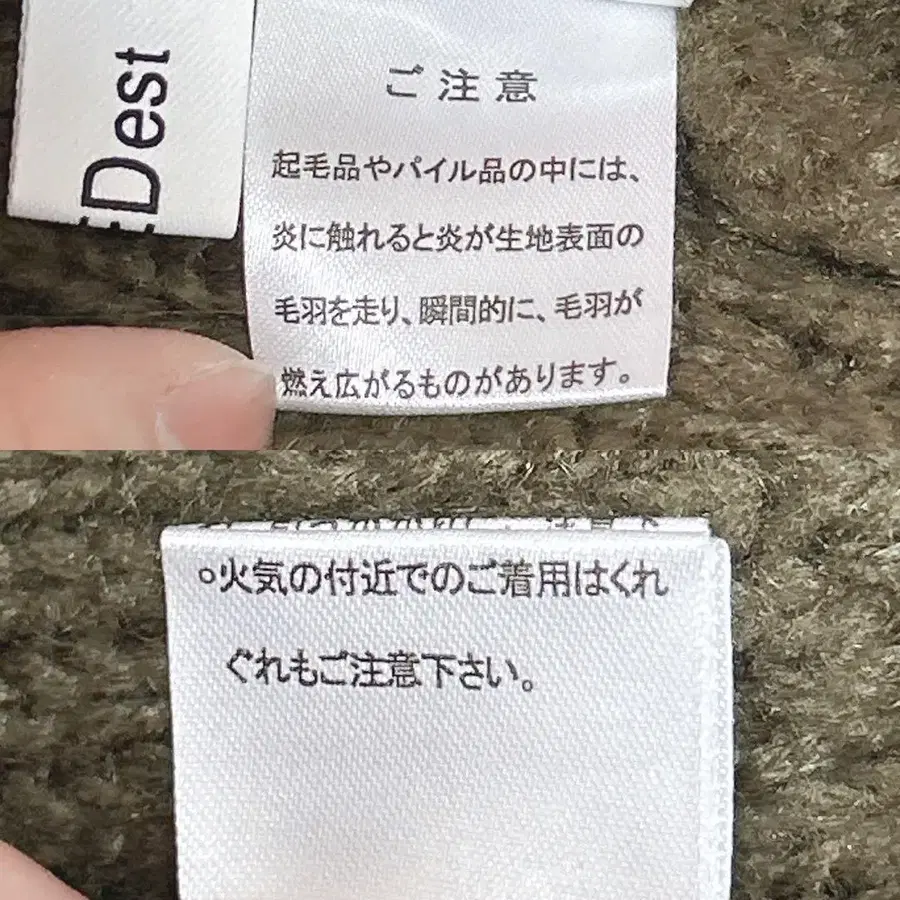 Dest
ご注意
起毛品やパイル品の中には、
炎に触れると炎が生地表面の
毛羽を走り、瞬間的に、毛羽が
燃え広がるものがあります。
○火気の付近でのご着用はくれ
ぐれもご注意下さい。